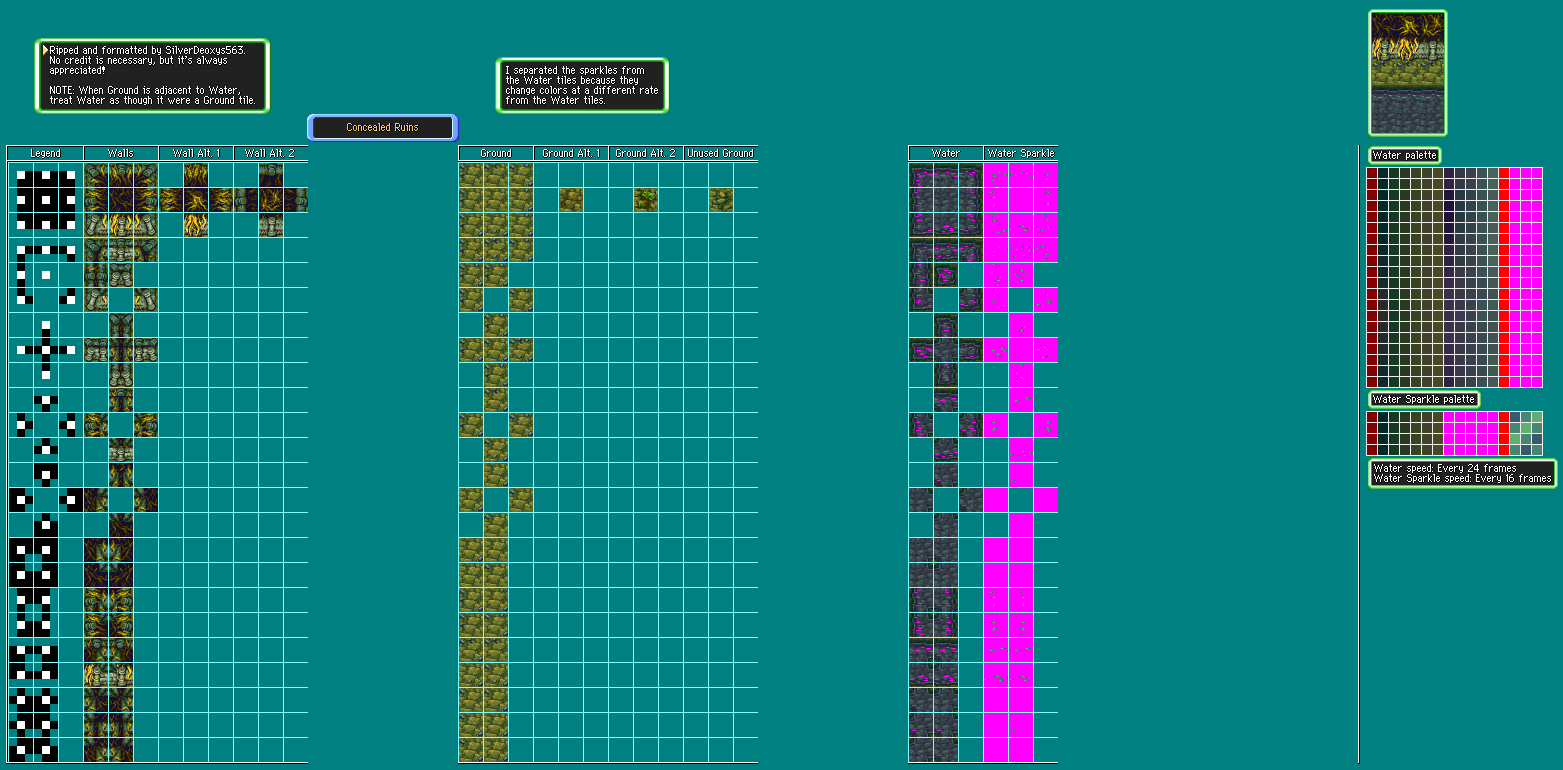 Ripped and formatted by SilverDeoxys563.
No credit is necessary, but it's always
appreciated!
NOTE: When Ground is adjacent to Water,
treat Water as though it were a Ground tile.
I separated the sparkles from
the Water tiles because they
change colors at a different rate
from the Water tiles.
Concealed Ruins
Legend
Walls
Wall Alt. 1
Wall Alt. 2
Ground
Ground Alt. 1
Ground Alt. 2
Unused Ground
Water
Water Sparkle
Water palette
Water Sparkle palette
Water speed: Every 24 frames
Water Sparkle speed: Every 16 frames